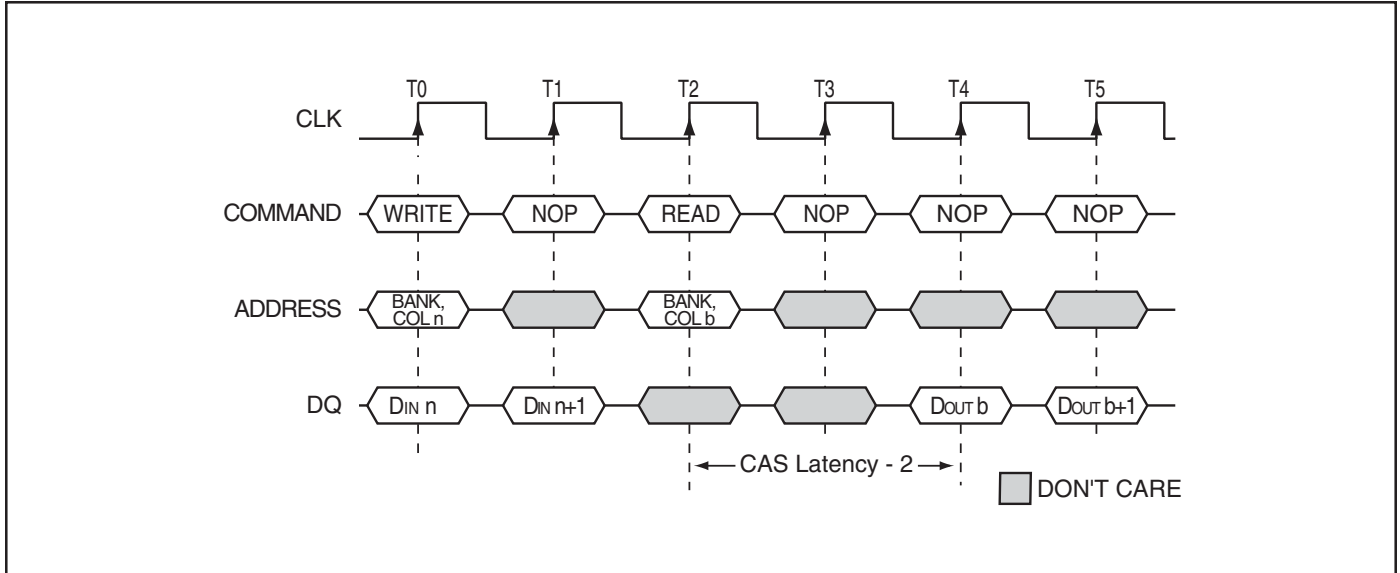 T0 T1 T2 T3 T4 T5
CLK
COMMAND WRITE NOP READ NOP NOP NOP
ADDRESS BANK, COL n BANK, COL b
DQ DIN n DIN n+1 DOUT b DOUT b+1
CAS Latency - 2
DON'T CARE